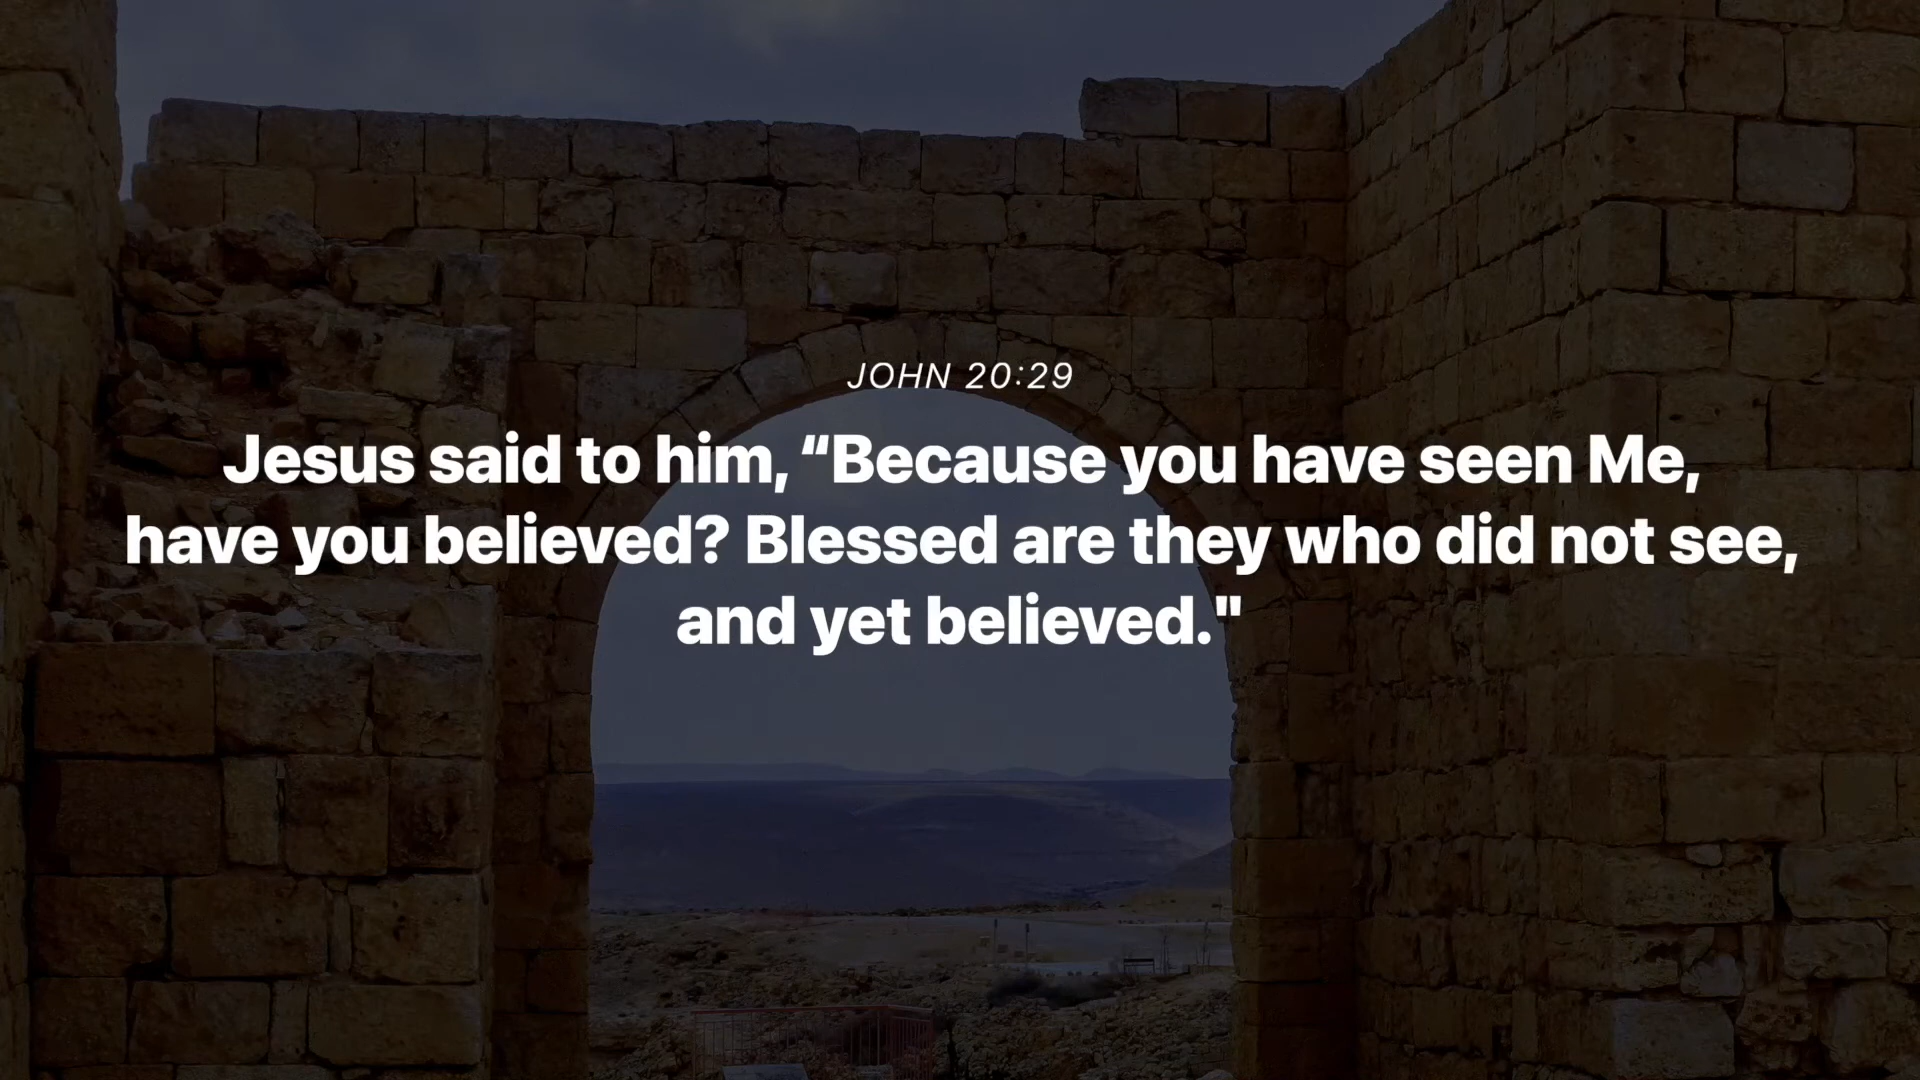 JOHN 20:29
Jesus said to him, “Because you have seen Me,
have you believed? Blessed are they who did not see,
and yet believed."